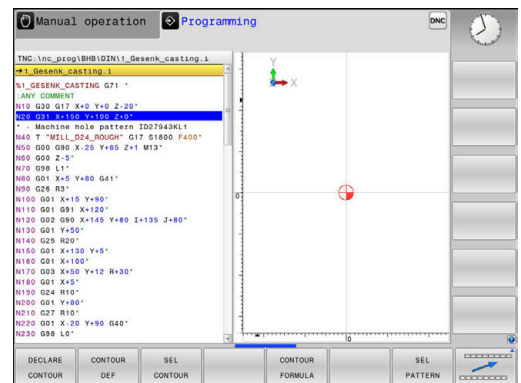 Manual operation
Programming
DNC
TNC:\nc_prog\BHB\DIN\1_Gesenk_casting.i
→1_Gesenk_casting.i
%1_GESENK_CASTING G71 *
;ANY COMMENT
N10 G30 G17 X+0 Y+0 Z-20*
N20 G31 X+150 Y+100 Z+0*
* - Machine hole pattern ID27943KL1
N40 T "MILL_D24_ROUGH" G17 S1800 F400*
N50 G00 G90 X-25 Y+65 Z+1 M13*
N60 G00 Z-5*
N70 G98 L1*
N80 G01 X+5 Y+80 G41*
N90 G26 R3*
N100 G01 X+15 Y+90*
N110 G01 G91 X+120*
N120 G02 G90 X+145 Y+80 I+135 J+80*
N130 G01 Y+50*
N140 G25 R20*
N150 G01 X+130 Y+5*
N160 G01 X+100*
N170 G03 X+50 Y+12 R+30*
N180 G01 X+5*
N190 G24 R10*
N200 G01 Y+80*
N210 G27 R10*
N220 G01 X-20 Y+90 G40*
N230 G98 L0*
Y
X
0
0
DECLARE CONTOUR
CONTOUR DEF
SEL CONTOUR
CONTOUR FORMULA
SEL PATTERN